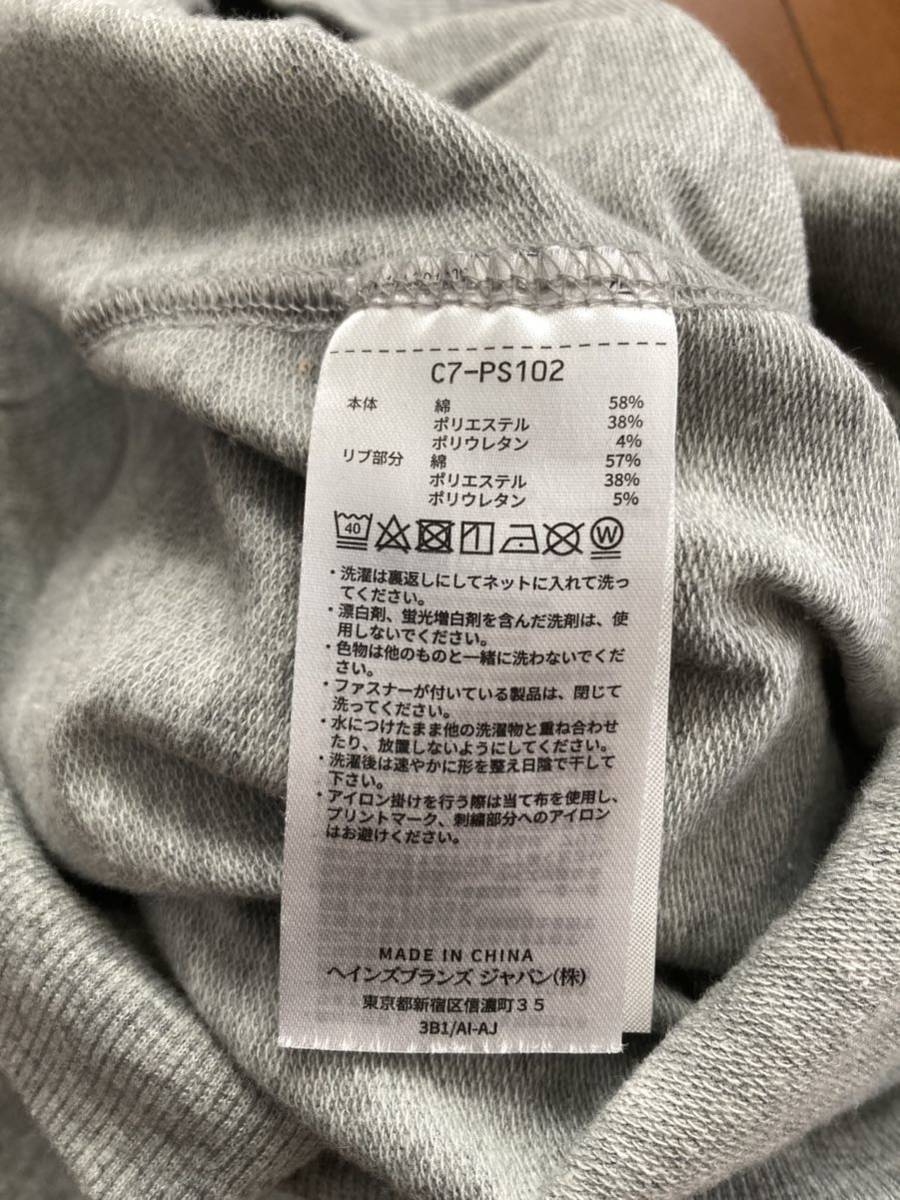 C7-PS102
本体 綿 58%
ポリエステル 38%
ポリウレタン 4%
リブ部分 綿 57%
ポリエステル 38%
ポリウレタン 5%
40 W
・洗濯は裏返しにしてネットに入れて洗っ
てください。
・漂白剤、蛍光増白剤を含んだ洗剤は、使
用しないでください。
・色物は他のものと一緒に洗わないでくだ
さい。
・ファスナーが付いている製品は、閉じて
洗ってください。
・水につけたまま他の洗濯物と重ね合わせ
たり、放置しないようにしてください。
・洗濯後は速やかに形を整え日陰で干して
下さい。
・アイロン掛けを行う際は当て布を使用し、
プリントマーク、刺繍部分へのアイロン
はお避けください。
MADE IN CHINA
ヘインズブランズ ジャパン(株)
東京都新宿区信濃町３５
3B1/AI-AJ